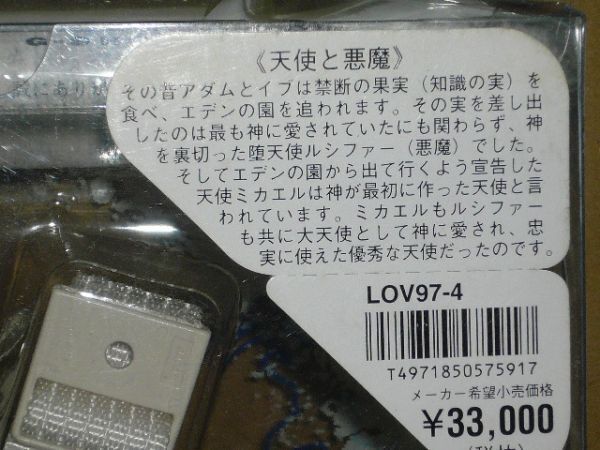 G-S
《天使と悪魔》
その昔アダムとイブは禁断の果実（知識の実）を
食べ、エデンの園を追われます。その実を差し出
したのは最も神に愛されていたにも関わらず、神
を裏切った堕天使ルシファー（悪魔）でした。
そしてエデンの園から出て行くよう宣告した
天使ミカエルは神が最初に作った天使と言
われています。ミカエルもルシファー
も共に大天使として神に愛され、忠
実に使えた優秀な天使だったのです。
LOV97-4
T4971850575917
メーカー希望小売価格
¥33,000